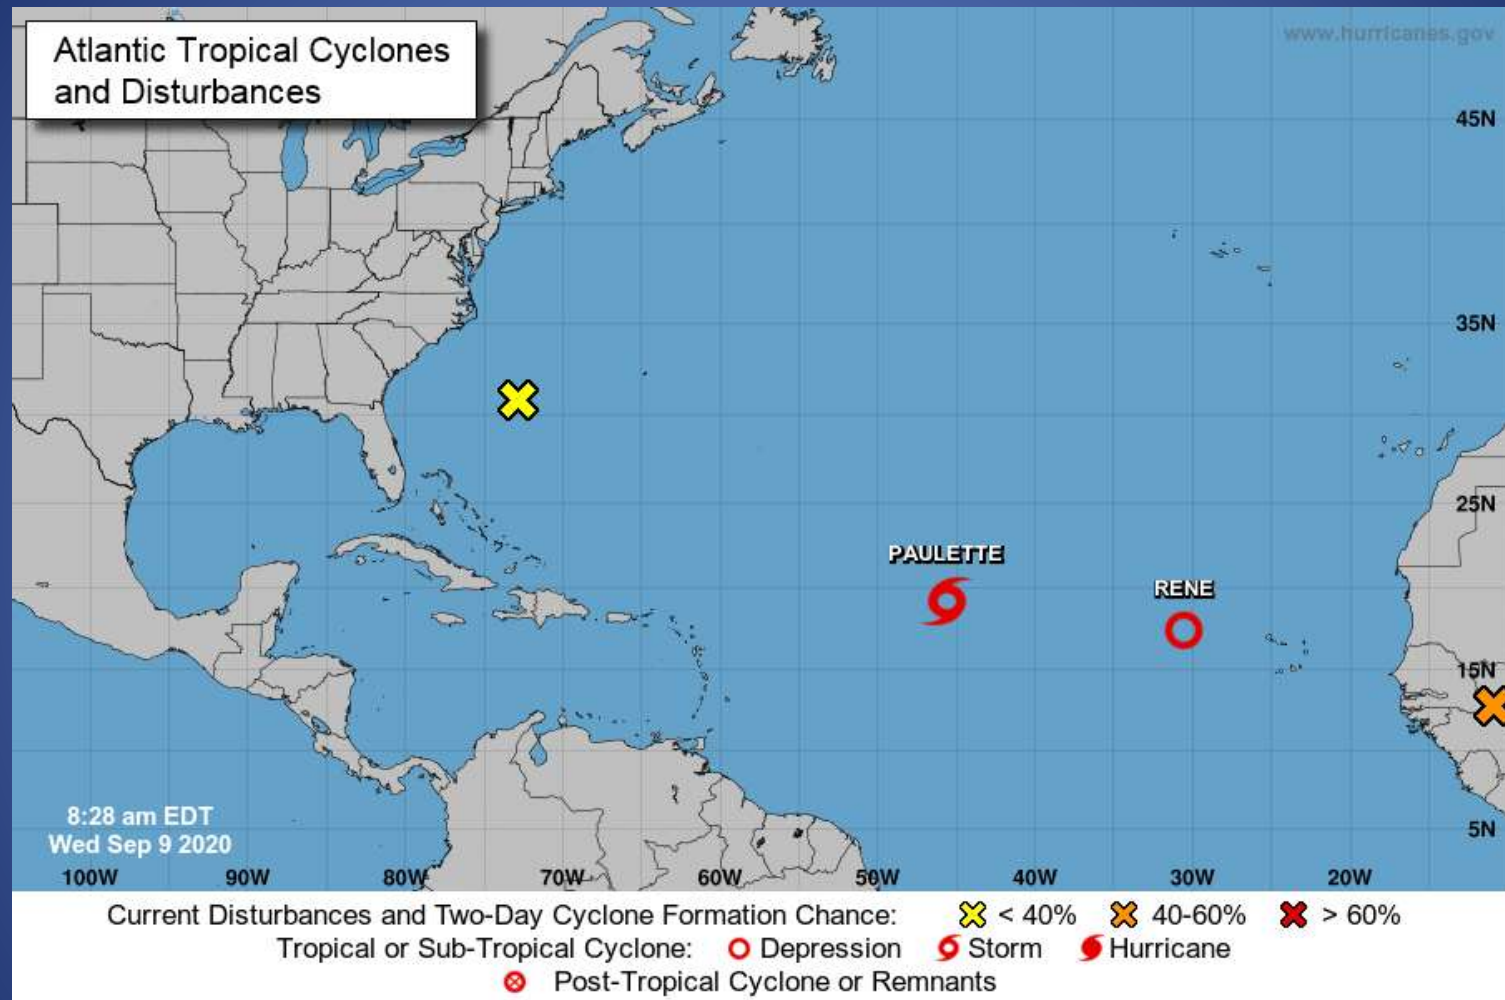 Atlantic Tropical Cyclones
and Disturbances
www.hurricanes.gov
45N
35N
25N
PAULETTE
RENE
15N
8:28 am EDT
Wed Sep 9 2020
5N
100W 90W 80W 70W 60W 50W 40W 30W 20W
Current Disturbances and Two-Day Cyclone Formation Chance: < 40% 40-60% > 60%
Tropical or Sub-Tropical Cyclone: Depression Storm Hurricane
Post-Tropical Cyclone or Remnants